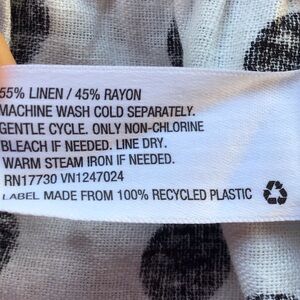 55% LINEN / 45% RAYON
MACHINE WASH COLD SEPARATELY.
GENTLE CYCLE. ONLY NON-CHLORINE
BLEACH IF NEEDED. LINE DRY.
WARM STEAM IRON IF NEEDED.
RN17730 VN1247024
LABEL MADE FROM 100% RECYCLED PLASTIC